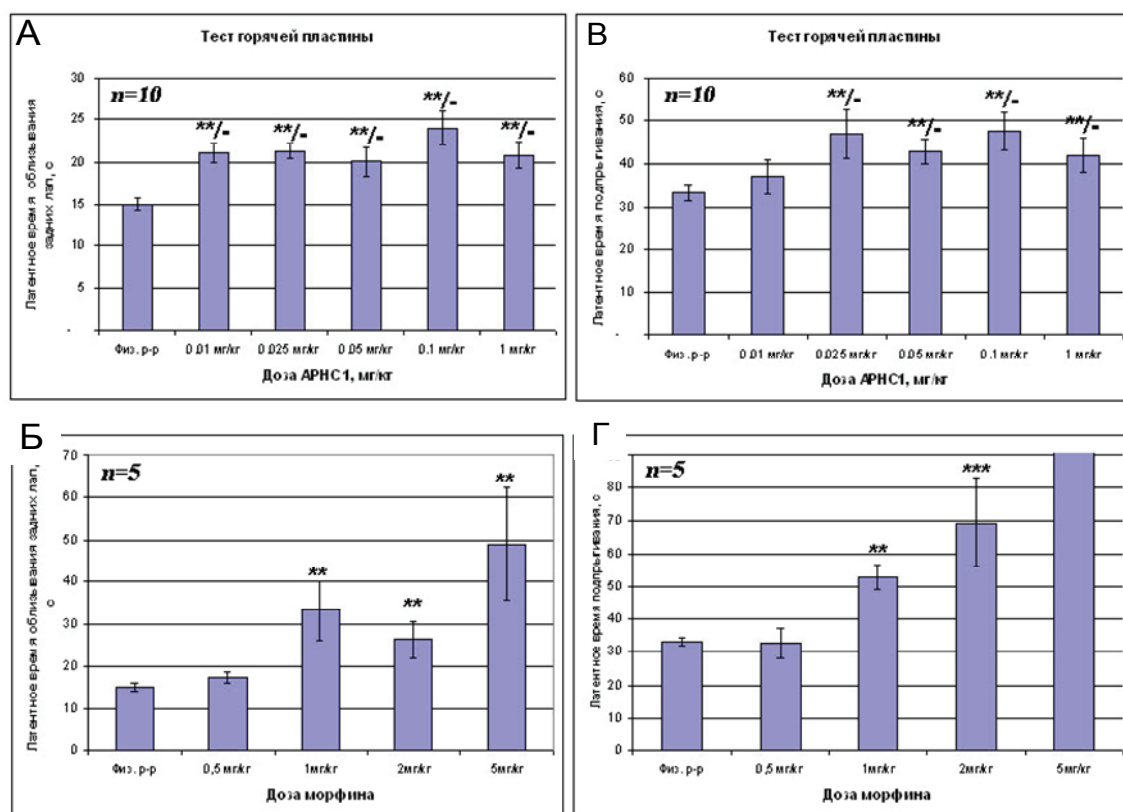 А
Тест горячей пластины
n=10
Латентное время облизывания
задних лап, с
30
25
20
15
10
5
-
**/-
**/-
**/-
**/-
**/-
Физ. р-р
0.01 мг/кг
0.025 мг/кг
0.05 мг/кг
0.1 мг/кг
1 мг/кг
Доза APHC1, мг/кг
В
Тест горячей пластины
n=10
Латентное время подпрыгивания, с
60
50
40
30
20
10
-
**/-
**/-
**/-
**/-
Физ. р-р
0.01 мг/кг
0.025 мг/кг
0.05 мг/кг
0.1 мг/кг
1 мг/кг
Доза APHC1, мг/кг
Б
n=5
Латентное время облизывания задних лап,
с
70
60
50
40
30
20
10
0
**
**
**
Физ. р-р
0,5 мг/кг
1мг/кг
2мг/кг
5мг/кг
Доза морфина
Г
n=5
Латентное время подпрыгивания, с
80
70
60
50
40
30
20
10
0
**
***
Физ. р-р
0,5 мг/кг
1мг/кг
2мг/кг
5мг/кг
Доза морфина